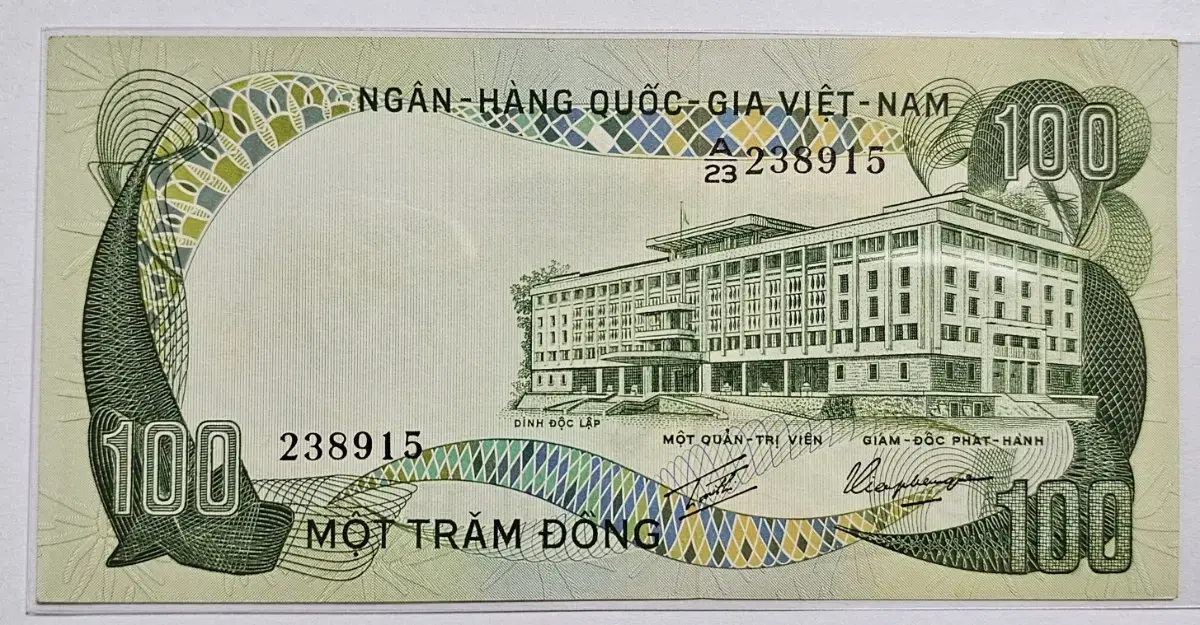 NGÂN-HÀNG QUỐC-GIA VIỆT-NAM
100
A
23 238915
DINH ĐỘC LẬP
MỘT QUẢN-TRỊ VIÊN
GIÁM-ĐỐC PHÁT-HÀNH
238915
100
MỘT TRĂM ĐỒNG
100